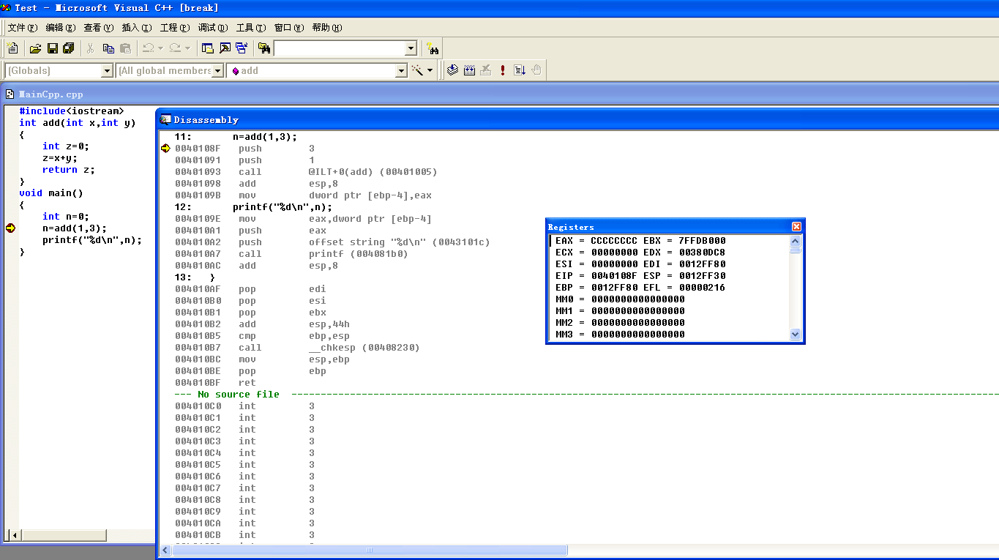 Test - Microsoft Visual C++ [break]
文件(F) 编辑(E) 查看(V) 插入(I) 工程(P) 调试(D) 工具(T) 窗口(W) 帮助(H)
(Globals) (All global members add
MainCpp.cpp
#include<iostream>
int add(int x,int y)
{
int z=0;
z=x+y;
return z;
}
void main()
{
int n=0;
n=add(1,3);
printf("%d\n",n);
}
Disassembly
11: n=add(1,3);
0040108F push 3
00401091 push 1
00401093 call @ILT+0(add) (00401005)
00401098 add esp,8
0040109B mov dword ptr [ebp-4],eax
12: printf("%d\n",n);
0040109E mov eax,dword ptr [ebp-4]
004010A1 push eax
004010A2 push offset string "%d\n" (0043101c)
004010A7 call printf (004081b0)
004010AC add esp,8
13: }
004010AF pop edi
004010B0 pop esi
004010B1 pop ebx
004010B2 add esp,44h
004010B5 cmp ebp,esp
004010B7 call __chkesp (00408230)
004010BC mov esp,ebp
004010BE pop ebp
004010BF ret
--- No source file ---
004010C0 int 3
004010C1 int 3
004010C2 int 3
004010C3 int 3
004010C4 int 3
004010C5 int 3
004010C6 int 3
004010C7 int 3
004010C8 int 3
004010C9 int 3
004010CA int 3
004010CB int 3
Registers
EAX = CCCCCCCC EBX = 7FFDB000
ECX = 00000000 EDX = 00380DC8
ESI = 00000000 EDI = 0012FF80
EIP = 0040108F ESP = 0012FF30
EBP = 0012FF80 EFL = 00000216
MM0 = 0000000000000000
MM1 = 0000000000000000
MM2 = 0000000000000000
MM3 = 0000000000000000